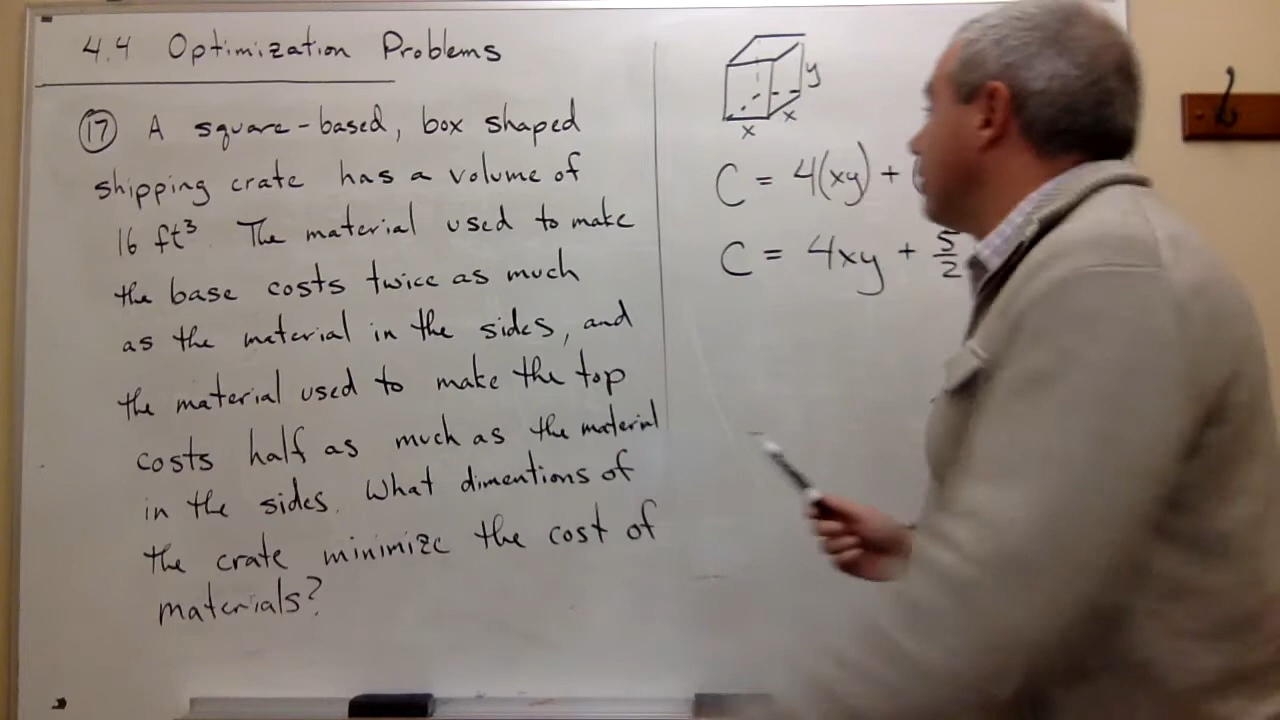 4.4 Optimization Problems
17 A square-based, box shaped
shipping crate has a volume of
16 ft³. The material used to make
the base costs twice as much
as the material in the sides, and
the material used to make the top
costs half as much as the material
in the sides. What dimentions of
the crate minimize the cost of
materials?
y
x x
C = 4(xy) + (
C = 4xy + 5/2